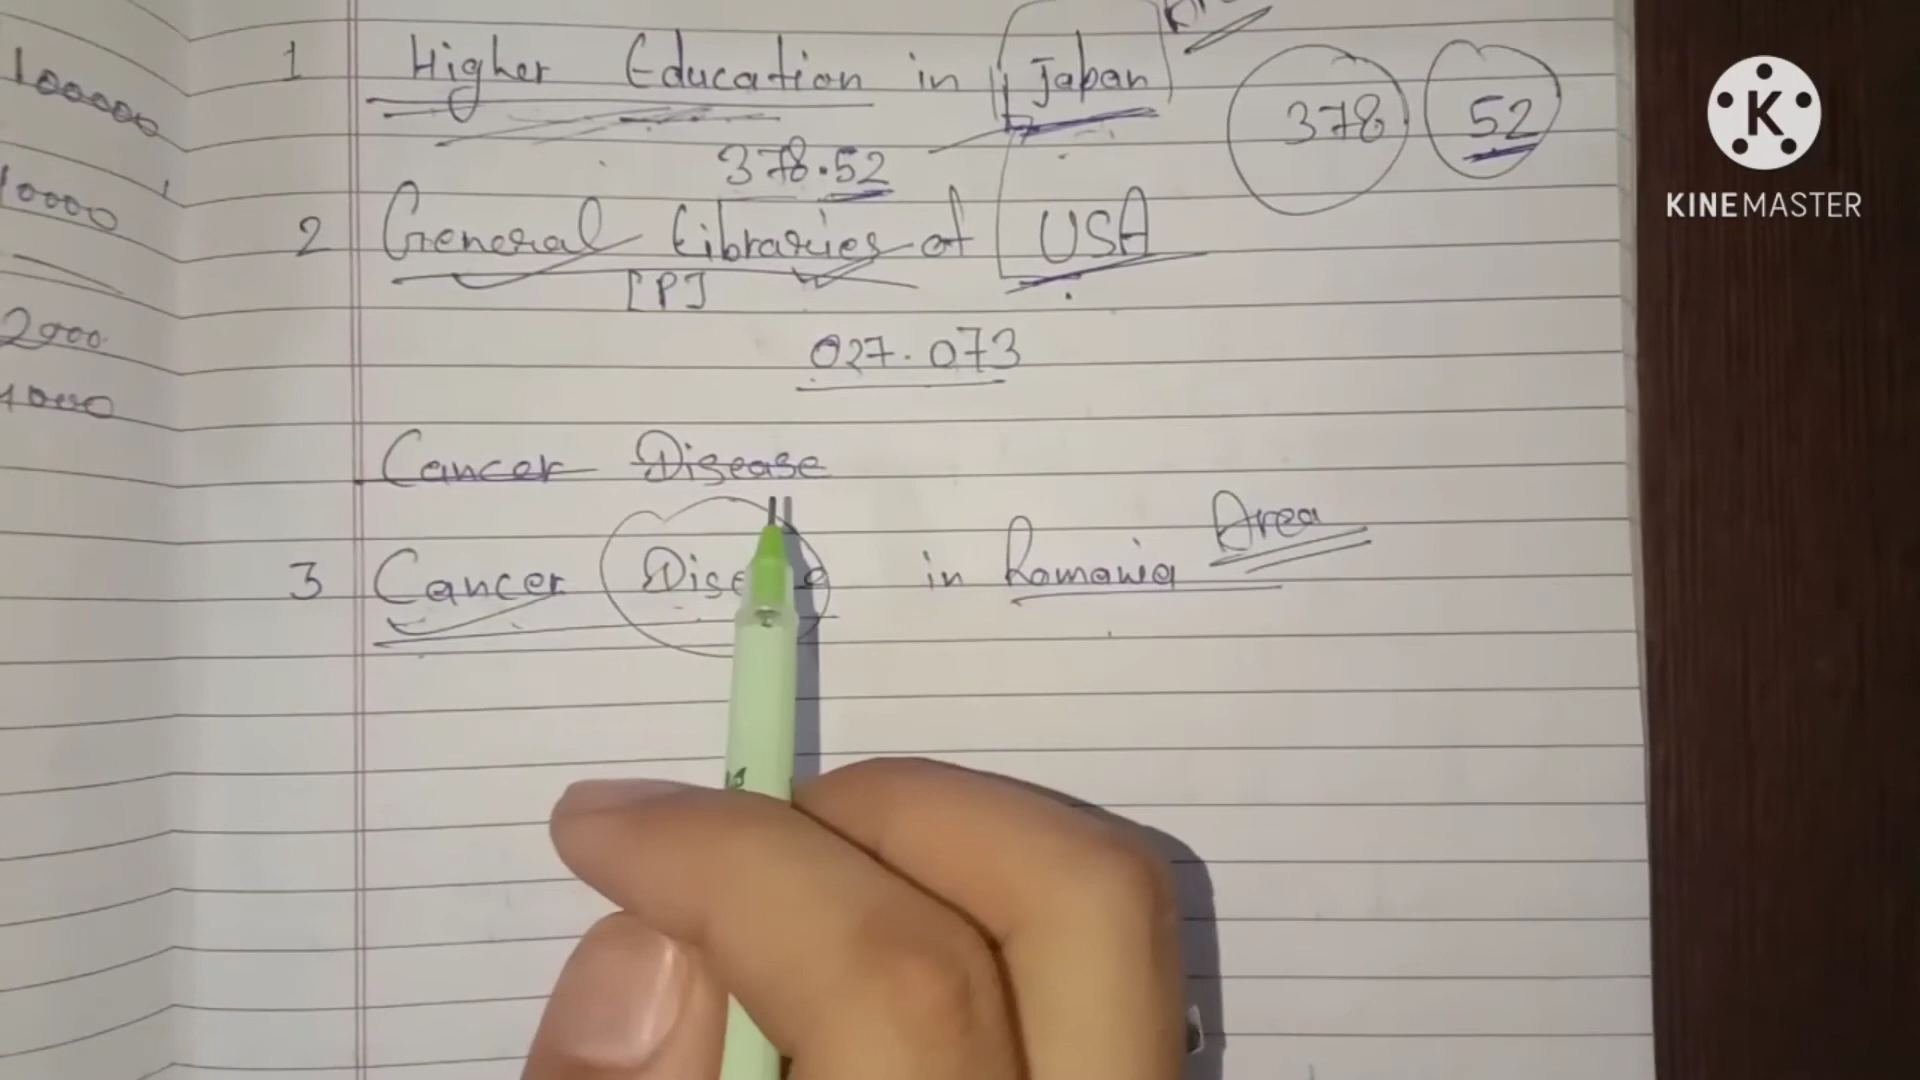 100000
10000
2000
1000
1 Higher Education in Japan
378 52
378.52
2 General Libraries of USA
[P]
027.073
Cancer Disease
3 Cancer in Romania Area
KINEMASTER